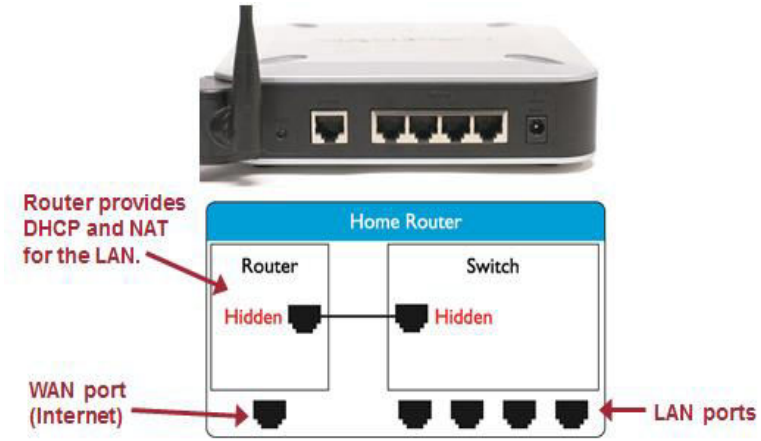 Router provides
DHCP and NAT
for the LAN.
Home Router
Router
Switch
Hidden
Hidden
WAN port
(Internet)
LAN ports